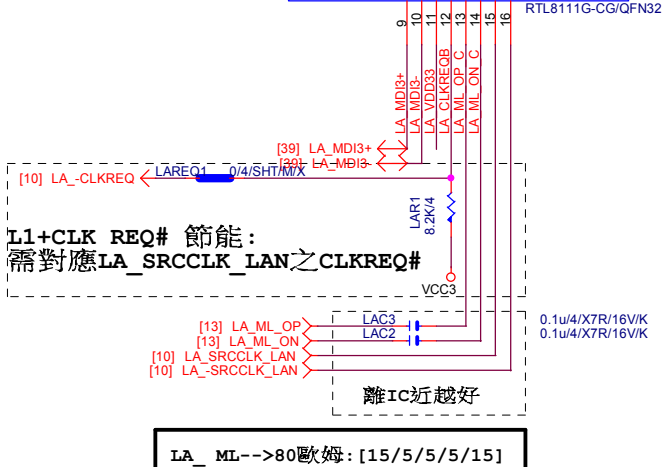 RTL8111G-CG/QFN32
9
10
11
12
13
14
15
16
LA_MDI3+
LA_MDI3-
LA_VDD33
LA_CLKREQB
LA_ML_OP_C
LA_ML_ON_C
[39] LA_MDI3+
[39] LA_MDI3-
[10] LA_-CLKREQ
LAREQ1 0/4/SHT/M/X
LAR1
8.2K/4
L1+CLK REQ# 節能:
需對應LA_SRCCLK_LAN之CLKREQ#
VCC3
[13] LA_ML_OP LAC3 0.1u/4/X7R/16V/K
[13] LA_ML_ON LAC2 0.1u/4/X7R/16V/K
[10] LA_SRCCLK_LAN
[10] LA_-SRCCLK_LAN
離IC近越好
LA_ ML-->80歐姆:[15/5/5/5/15]